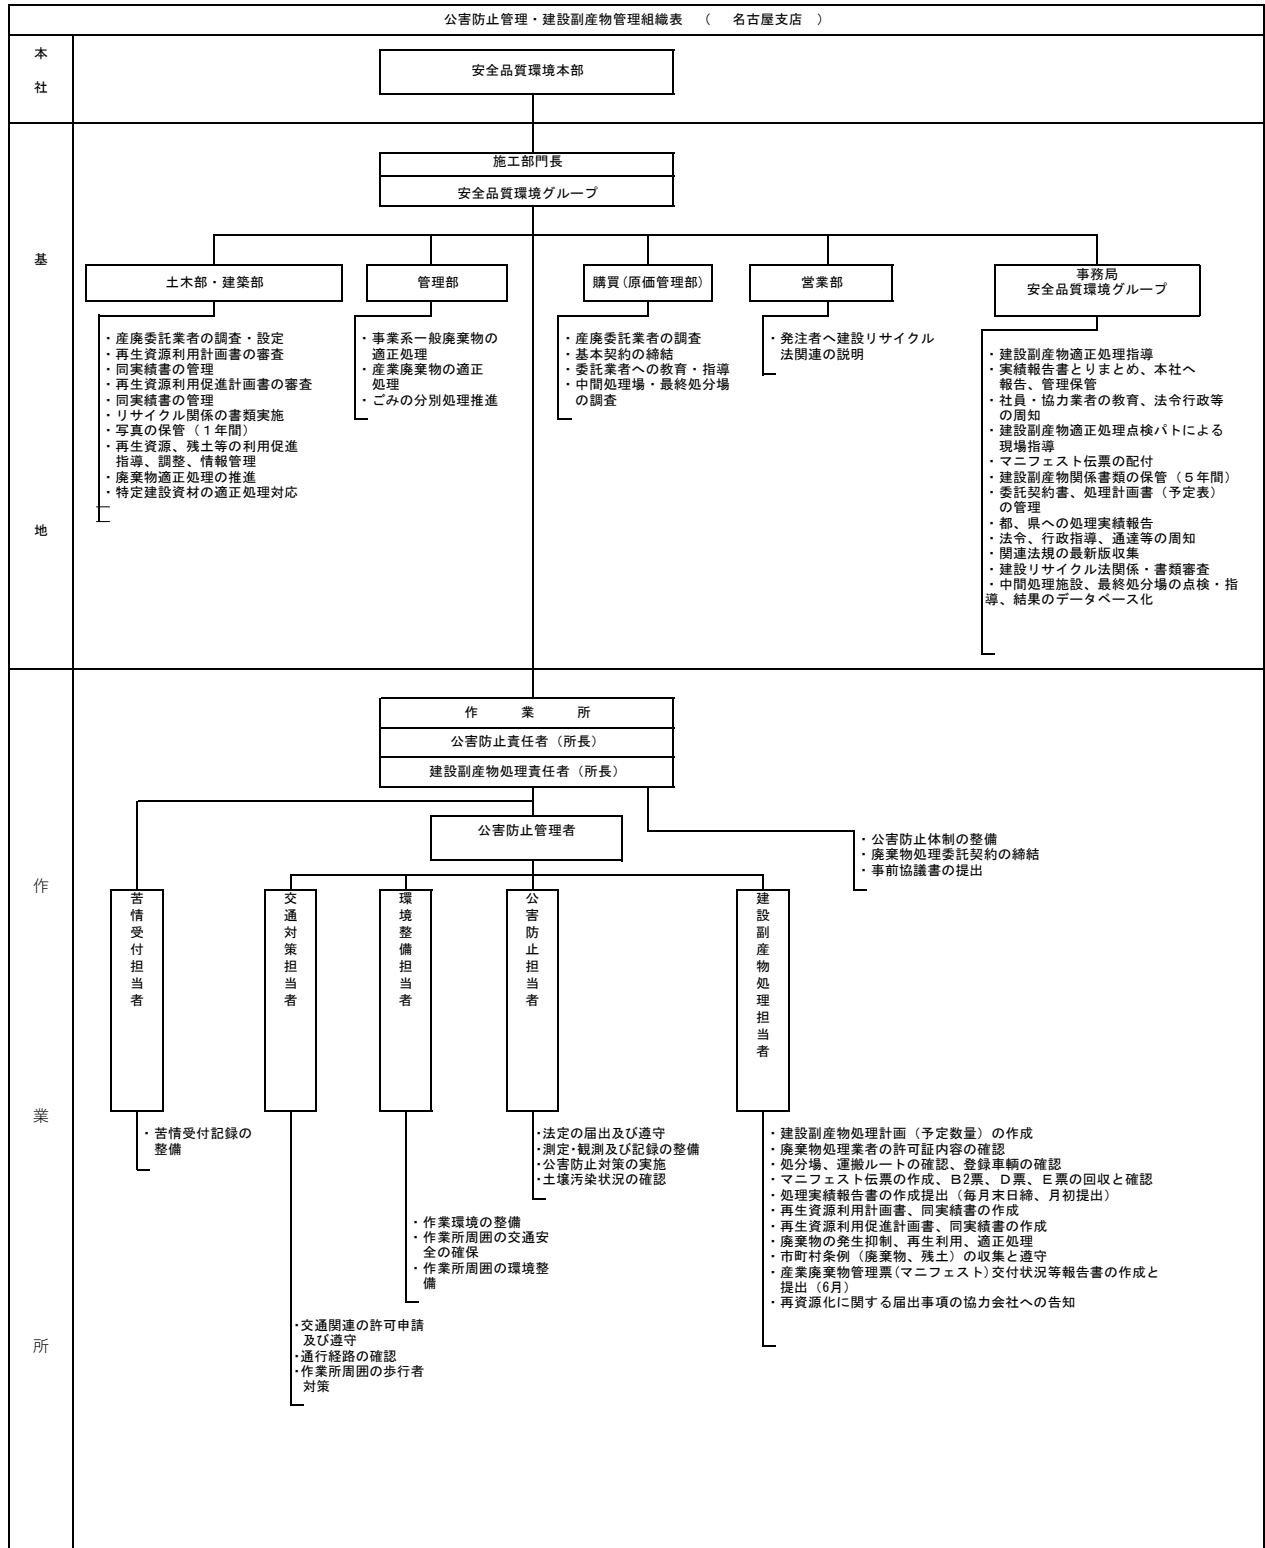 公害防止管理・建設副産物管理組織表　（　名古屋支店　）
本
社
安全品質環境本部
基
地
施工部門長
安全品質環境グループ
土木部・建築部
・産廃委託業者の調査・設定
・再生資源利用計画書の審査
・同実績書の管理
・再生資源利用促進計画書の審査
・同実績書の管理
・リサイクル関係の書類実施
・写真の保管（１年間）
・再生資源、残土等の利用促進
指導、調整、情報管理
・廃棄物適正処理の推進
・特定建設資材の適正処理対応
管理部
・事業系一般廃棄物の
適正処理
・産業廃棄物の適正
処理
・ごみの分別処理推進
購買(原価管理部)
・産廃委託業者の調査
・基本契約の締結
・委託業者への教育・指導
・中間処理場・最終処分場
の調査
営業部
・発注者へ建設リサイクル
法関連の説明
事務局
安全品質環境グループ
・建設副産物適正処理指導
・実績報告書とりまとめ、本社へ
報告、管理保管
・社員・協力業者の教育、法令行政等
の周知
・建設副産物適正処理点検パトによる
現場指導
・マニフェスト伝票の配付
・建設副産物関係書類の保管（５年間）
・委託契約書、処理計画書（予定表）
の管理
・都、県への処理実績報告
・法令、行政指導、通達等の周知
・関連法規の最新版収集
・建設リサイクル法関係・書類審査
・中間処理施設、最終処分場の点検・指
導、結果のデータベース化
作
業
所
作　業　所
公害防止責任者（所長）
建設副産物処理責任者（所長）
公害防止管理者
・公害防止体制の整備
・廃棄物処理委託契約の締結
・事前協議書の提出
苦情受付担当者
・苦情受付記録の
整備
交通対策担当者
・交通関連の許可申請
及び遵守
・通行経路の確認
・作業所周囲の歩行者
対策
環境整備担当者
・作業環境の整備
・作業所周囲の交通安
全の確保
・作業所周囲の環境整
備
公害防止担当者
・法定の届出及び遵守
・測定・観測及び記録の整備
・公害防止対策の実施
・土壌汚染状況の確認
建設副産物処理担当者
・建設副産物処理計画（予定数量）の作成
・廃棄物処理業者の許可証内容の確認
・処分場、運搬ルートの確認、登録車輌の確認
・マニフェスト伝票の作成、Ｂ2票、Ｄ票、Ｅ票の回収と確認
・処理実績報告書の作成提出（毎月末日締、月初提出）
・再生資源利用計画書、同実績書の作成
・再生資源利用促進計画書、同実績書の作成
・廃棄物の発生抑制、再生利用、適正処理
・市町村条例（廃棄物、残土）の収集と遵守
・産業廃棄物管理票(マニフェスト)交付状況等報告書の作成と
提出（6月）
・再資源化に関する届出事項の協力会社への告知